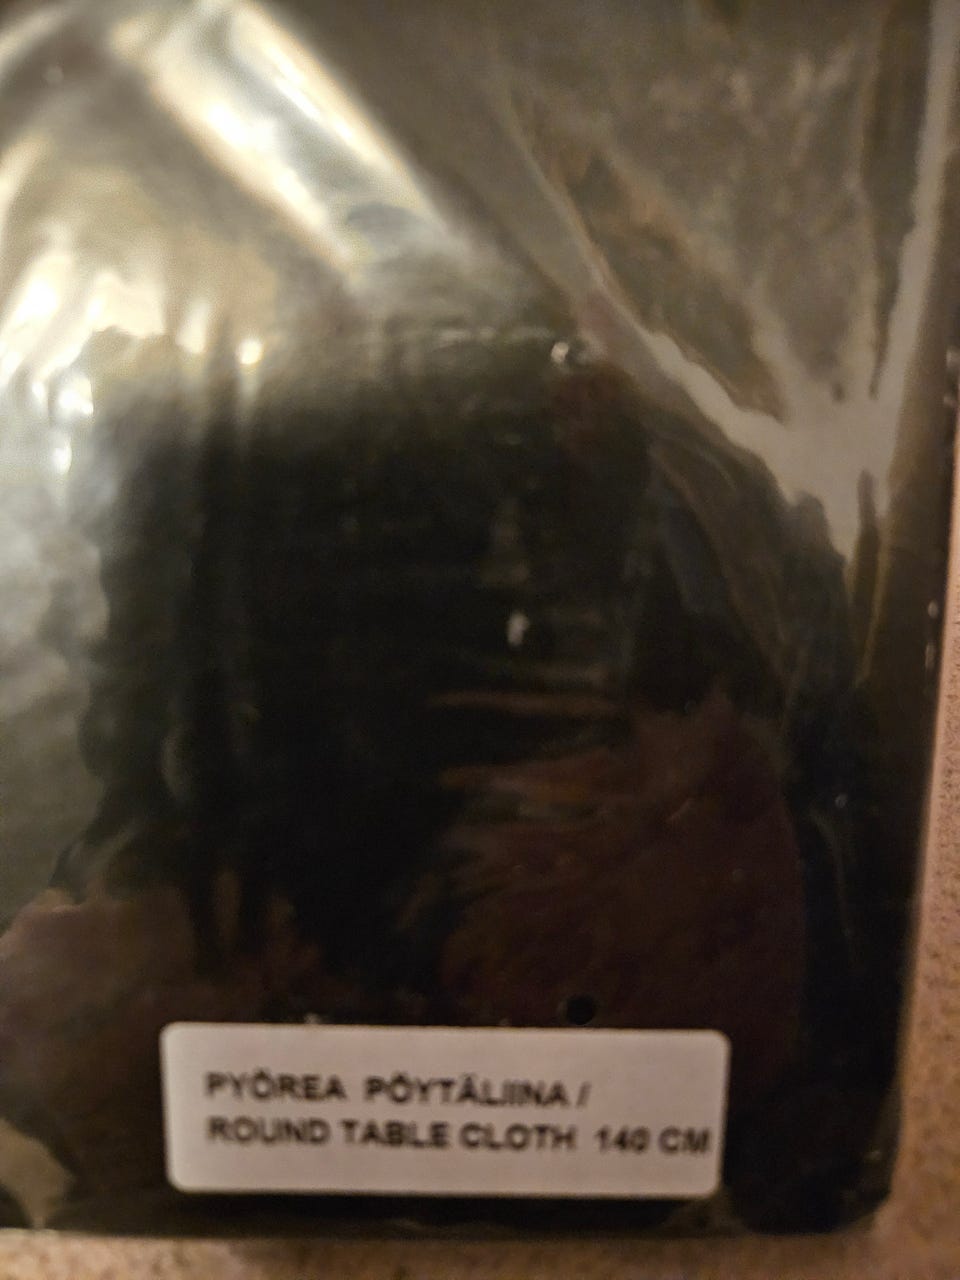 PYÖREA PÖYTÄLIINA /
ROUND TABLE CLOTH 140 CM